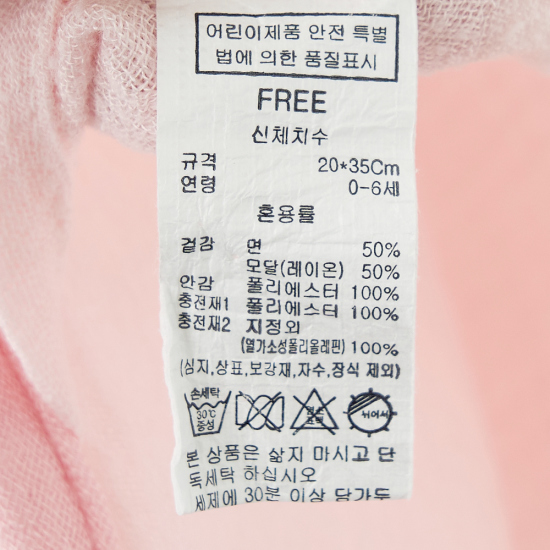 어린이제품 안전 특별
법에 의한 품질표시
FREE
신체치수
규격 20*35Cm
연령 0-6세
혼용률
겉감 면 50%
모달(레이온) 50%
안감 폴리에스터 100%
충전재1 폴리에스터 100%
충전재2 지정외
(열가소성폴리올레핀) 100%
(심지,상표,보강재,자수,장식 제외)
손세탁
30℃
중성
뉘어서
본 상품은 삶지 마시고 단
독세탁 하십시오
세제에 30분 이상 담가두